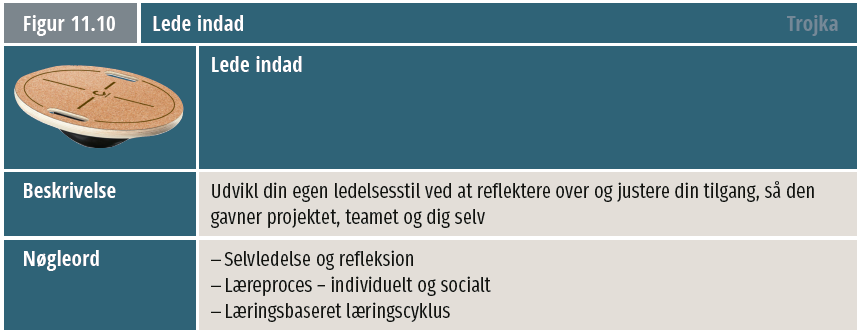 Figur 11.10
Lede indad
Trojka
Lede indad
Beskrivelse
Udvikl din egen ledelsesstil ved at reflektere over og justere din tilgang, så den
gavner projektet, teamet og dig selv
Nøgleord
– Selvledelse og refleksion
– Læreproces – individuelt og socialt
– Læringsbaseret læringscyklus